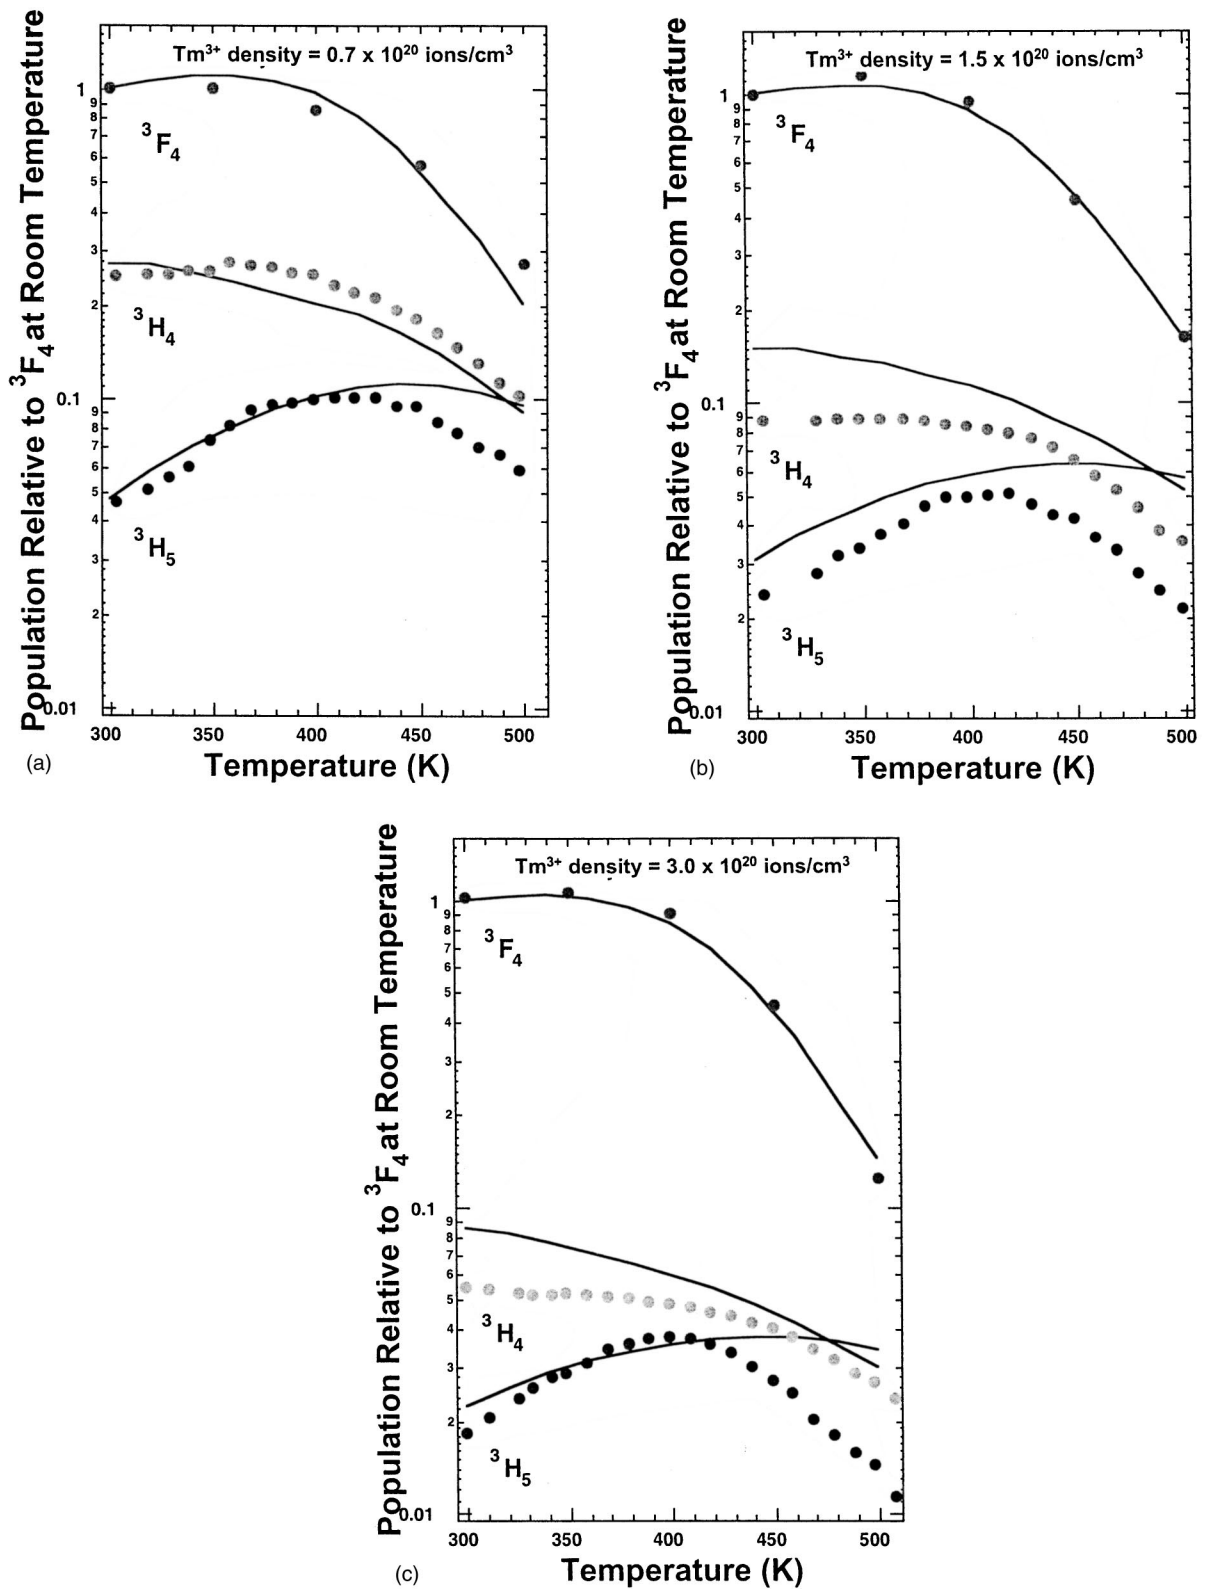 Population Relative to ³F₄ at Room Temperature
Tm³⁺ density = 0.7 x 10²⁰ ions/cm³
1
9
8
7
6
5
4
3
2
0.1
9
8
7
6
5
4
3
2
0.01
³F₄
³H₄
³H₅
300 350 400 450 500
Temperature (K)
(a)
Population Relative to ³F₄ at Room Temperature
Tm³⁺ density = 1.5 x 10²⁰ ions/cm³
1
9
8
7
6
5
4
3
2
0.1
9
8
7
6
5
4
3
2
0.01
³F₄
³H₄
³H₅
300 350 400 450 500
Temperature (K)
(b)
Population Relative to ³F₄ at Room Temperature
Tm³⁺ density = 3.0 x 10²⁰ ions/cm³
1
9
8
7
6
5
4
3
2
0.1
9
8
7
6
5
4
3
2
0.01
³F₄
³H₄
³H₅
300 350 400 450 500
Temperature (K)
(c)